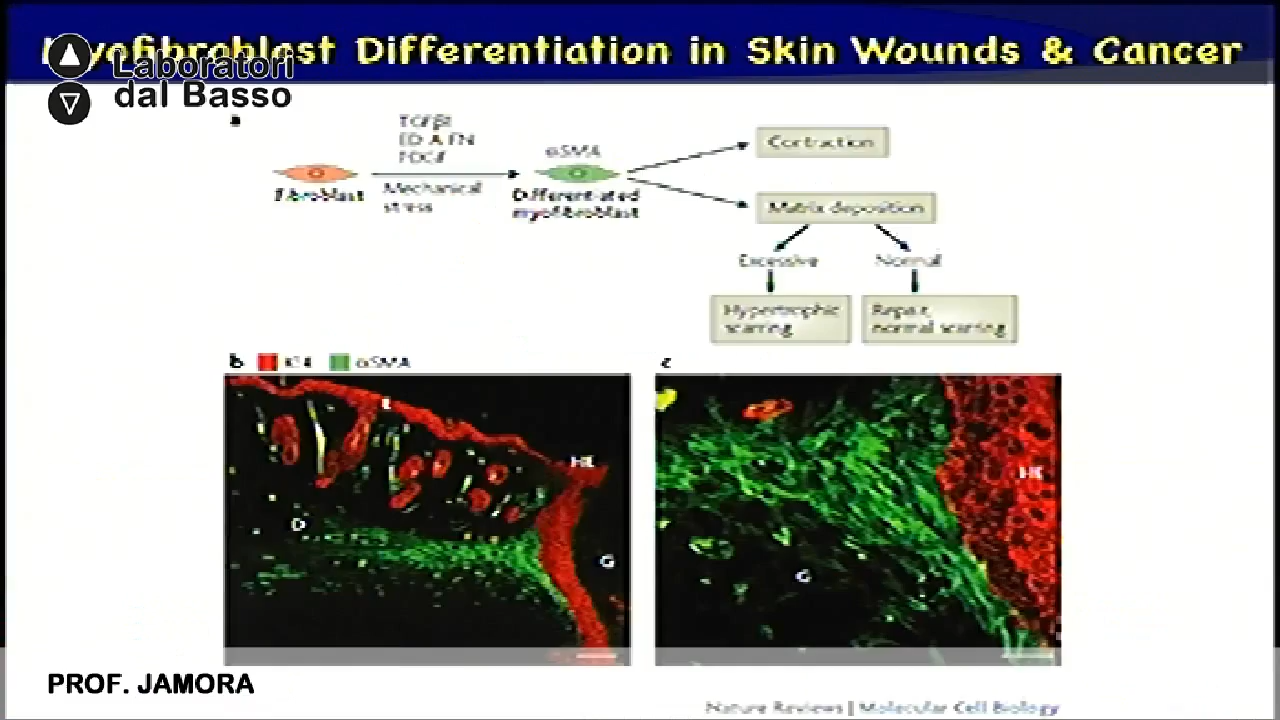 Myofibroblast Differentiation in Skin Wounds & Cancer
Laboratori
dal Basso
a
TGFβ1
ED A FN
PDGF
Mechanical
stress
Fibroblast
αSMA
Differentiated
myofibroblast
Contraction
Matrix deposition
Excessive
Normal
Hypertrophic
scarring
Repair,
normal scarring
b
K14
αSMA
c
E
HE
D
G
HE
G
PROF. JAMORA
Nature Reviews | Molecular Cell Biology